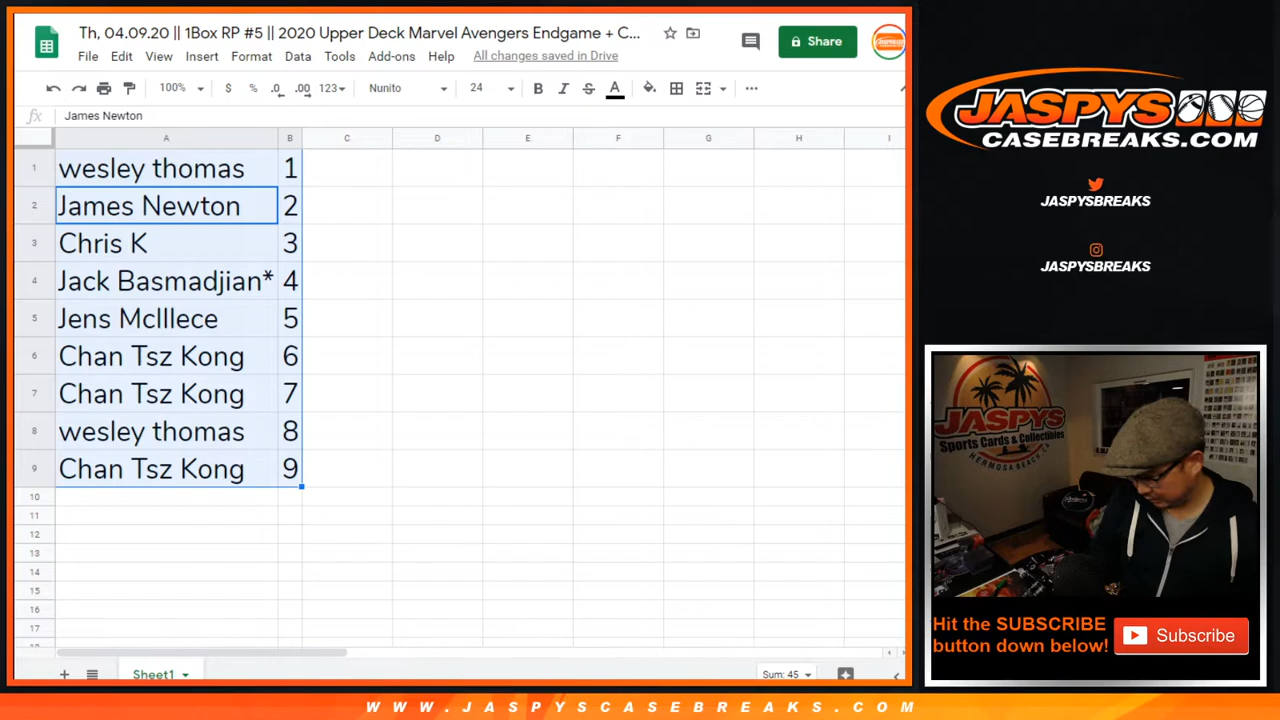 Th, 04.09.20 || 1Box RP #5 || 2020 Upper Deck Marvel Avengers Endgame + C...
File Edit View Insert Format Data Tools Add-ons Help All changes saved in Drive
Share
100% $ % .0 .00 123 Nunito 24 B I S A
fx James Newton
A B C D E F G H I
1 wesley thomas 1
2 James Newton 2
3 Chris K 3
4 Jack Basmadjian* 4
5 Jens McIllece 5
6 Chan Tsz Kong 6
7 Chan Tsz Kong 7
8 wesley thomas 8
9 Chan Tsz Kong 9
10
11
12
13
14
15
16
17
Sheet1
Sum: 45
JASPYS
CASEBREAKS.COM
JASPYSBREAKS
JASPYSBREAKS
JASPYS
Sports Cards & Collectibles
HERMOSA BEACH, CA
Hit the SUBSCRIBE
button down below!
Subscribe
WWW.JASPYSCASEBREAKS.COM